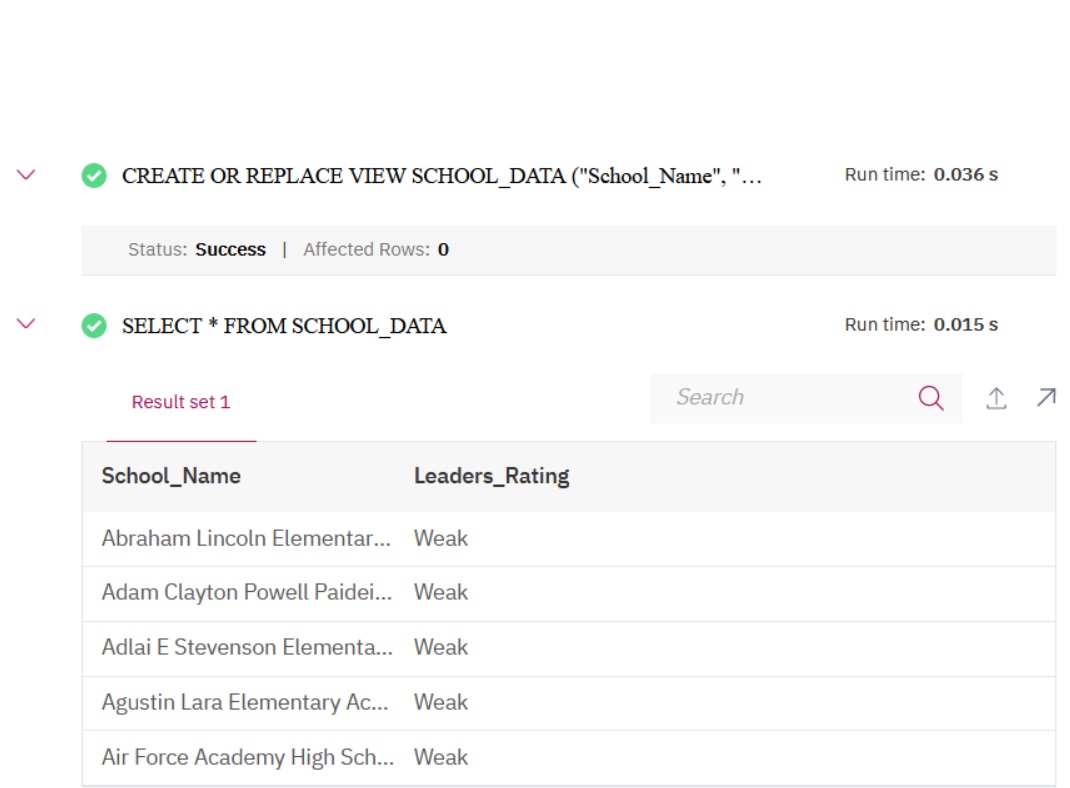 CREATE OR REPLACE VIEW SCHOOL_DATA ("School_Name", "... Run time: 0.036 s
Status: Success | Affected Rows: 0
SELECT * FROM SCHOOL_DATA Run time: 0.015 s
Result set 1 Search
School_Name Leaders_Rating
Abraham Lincoln Elementar... Weak
Adam Clayton Powell Paidei... Weak
Adlai E Stevenson Elementa... Weak
Agustin Lara Elementary Ac... Weak
Air Force Academy High Sch... Weak